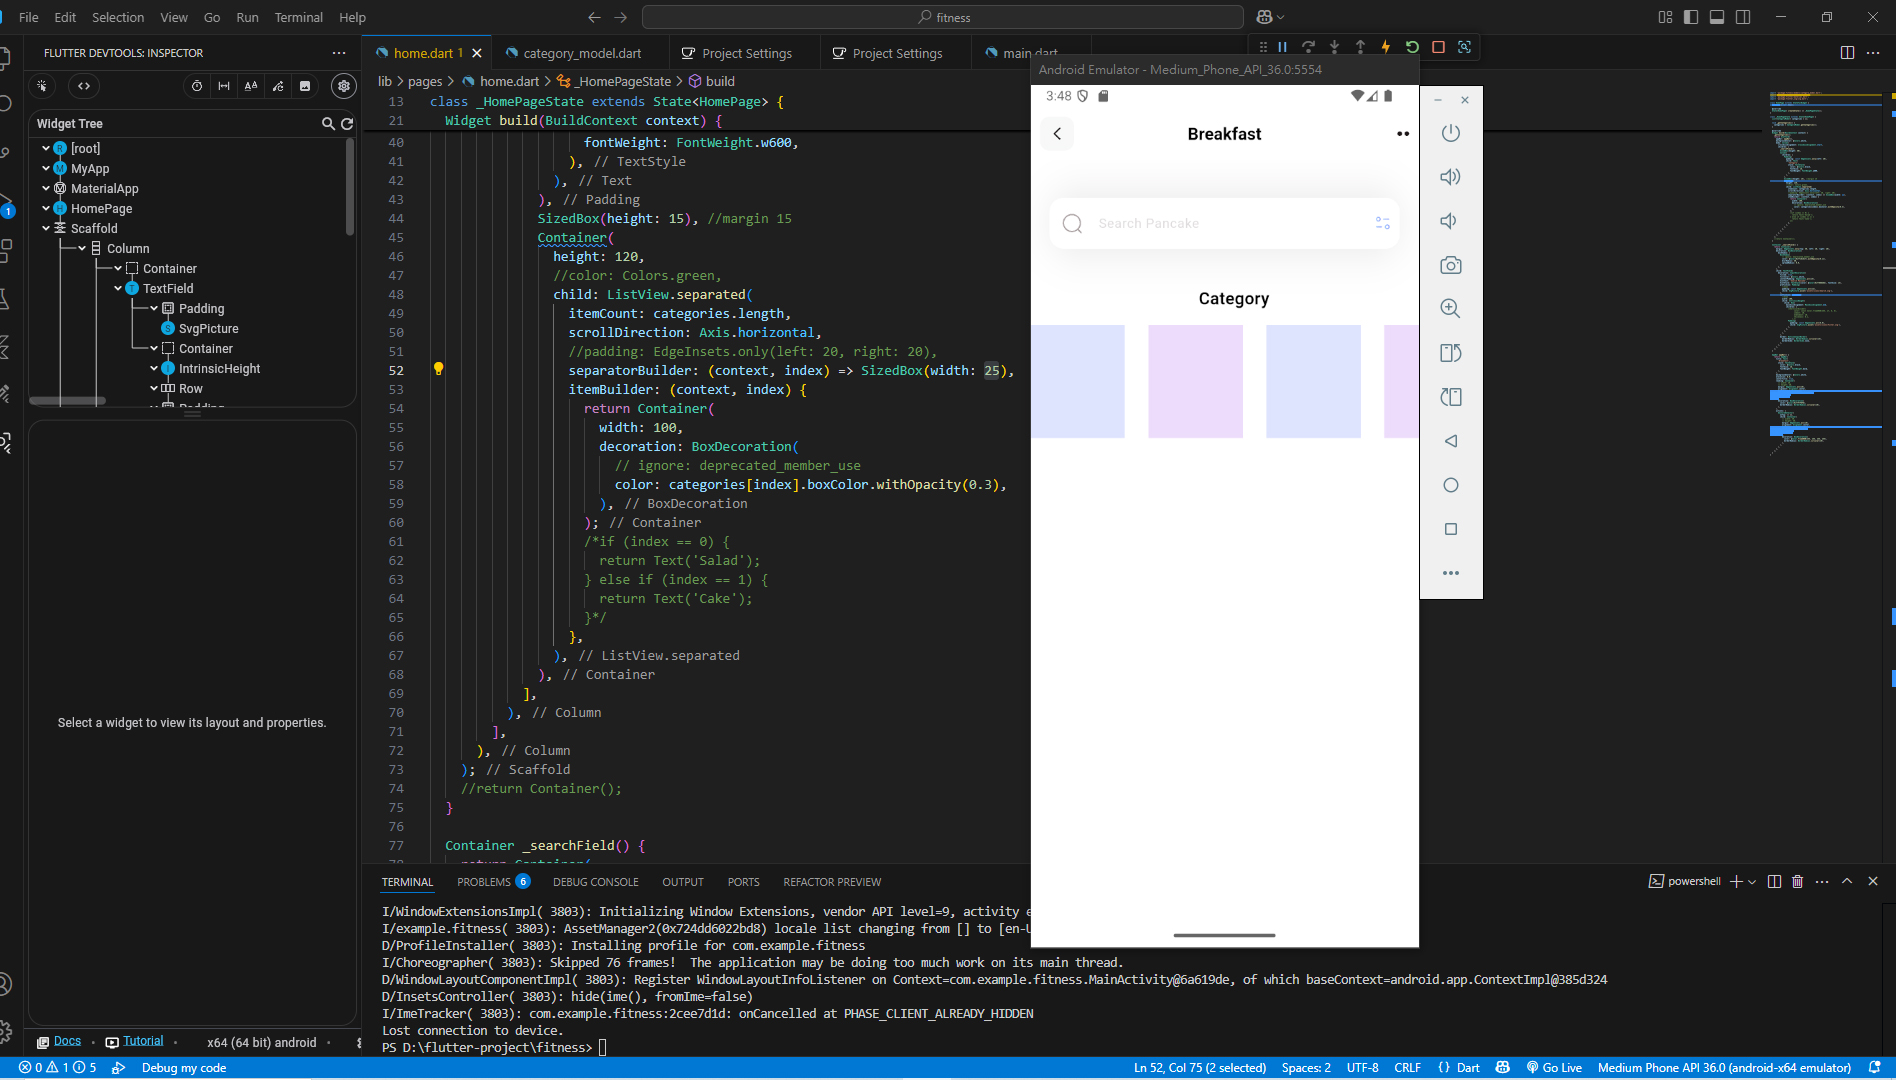 File Edit Selection View Go Run Terminal Help
fitness
FLUTTER DEVTOOLS: INSPECTOR
home.dart 1
category_model.dart
Project Settings
Project Settings
main.dart
lib > pages > home.dart > _HomePageState > build
Widget Tree
[root]
MyApp
MaterialApp
HomePage
Scaffold
Column
Container
TextField
Padding
SvgPicture
Container
IntrinsicHeight
Row
Padding
Select a widget to view its layout and properties.
Docs
Tutorial
x64 (64 bit) android
13 class _HomePageState extends State<HomePage> {
21 Widget build(BuildContext context) {
40 fontWeight: FontWeight.w600,
41 ), // TextStyle
42 ), // Text
43 ), // Padding
44 SizedBox(height: 15), //margin 15
45 Container(
46 height: 120,
47 //color: Colors.green,
48 child: ListView.separated(
49 itemCount: categories.length,
50 scrollDirection: Axis.horizontal,
51 //padding: EdgeInsets.only(left: 20, right: 20),
52 separatorBuilder: (context, index) => SizedBox(width: 25),
53 itemBuilder: (context, index) {
54 return Container(
55 width: 100,
56 decoration: BoxDecoration(
57 // ignore: deprecated_member_use
58 color: categories[index].boxColor.withOpacity(0.3),
59 ), // BoxDecoration
60 ); // Container
61 /*if (index == 0) {
62 return Text('Salad');
63 } else if (index == 1) {
64 return Text('Cake');
65 }*/
66 },
67 ), // ListView.separated
68 ), // Container
69 ],
70 ), // Column
71 ],
72 ), // Column
73 ); // Scaffold
74 //return Container();
75 }
76
77 Container _searchField() {
78 return Container(
Android Emulator - Medium_Phone_API_36.0:5554
3:48
Breakfast
Search Pancake
Category
TERMINAL PROBLEMS 6 DEBUG CONSOLE OUTPUT PORTS REFACTOR PREVIEW
powershell
I/WindowExtensionsImpl( 3803): Initializing Window Extensions, vendor API level=9, activity e
I/example.fitness( 3803): AssetManager2(0x724dd6022bd8) locale list changing from [] to [en-U
D/ProfileInstaller( 3803): Installing profile for com.example.fitness
I/Choreographer( 3803): Skipped 76 frames!  The application may be doing too much work on its main thread.
D/WindowLayoutComponentImpl( 3803): Register WindowLayoutInfoListener on Context=com.example.fitness.MainActivity@6a619de, of which baseContext=android.app.ContextImpl@385d324
D/InsetsController( 3803): hide(ime(), fromIme=false)
I/ImeTracker( 3803): com.example.fitness:2cee7d1d: onCancelled at PHASE_CLIENT_ALREADY_HIDDEN
Lost connection to device.
PS D:\flutter-project\fitness>
1
0 1 5 Debug my code
Ln 52, Col 75 (2 selected) Spaces: 2 UTF-8 CRLF {} Dart Go Live Medium Phone API 36.0 (android-x64 emulator)